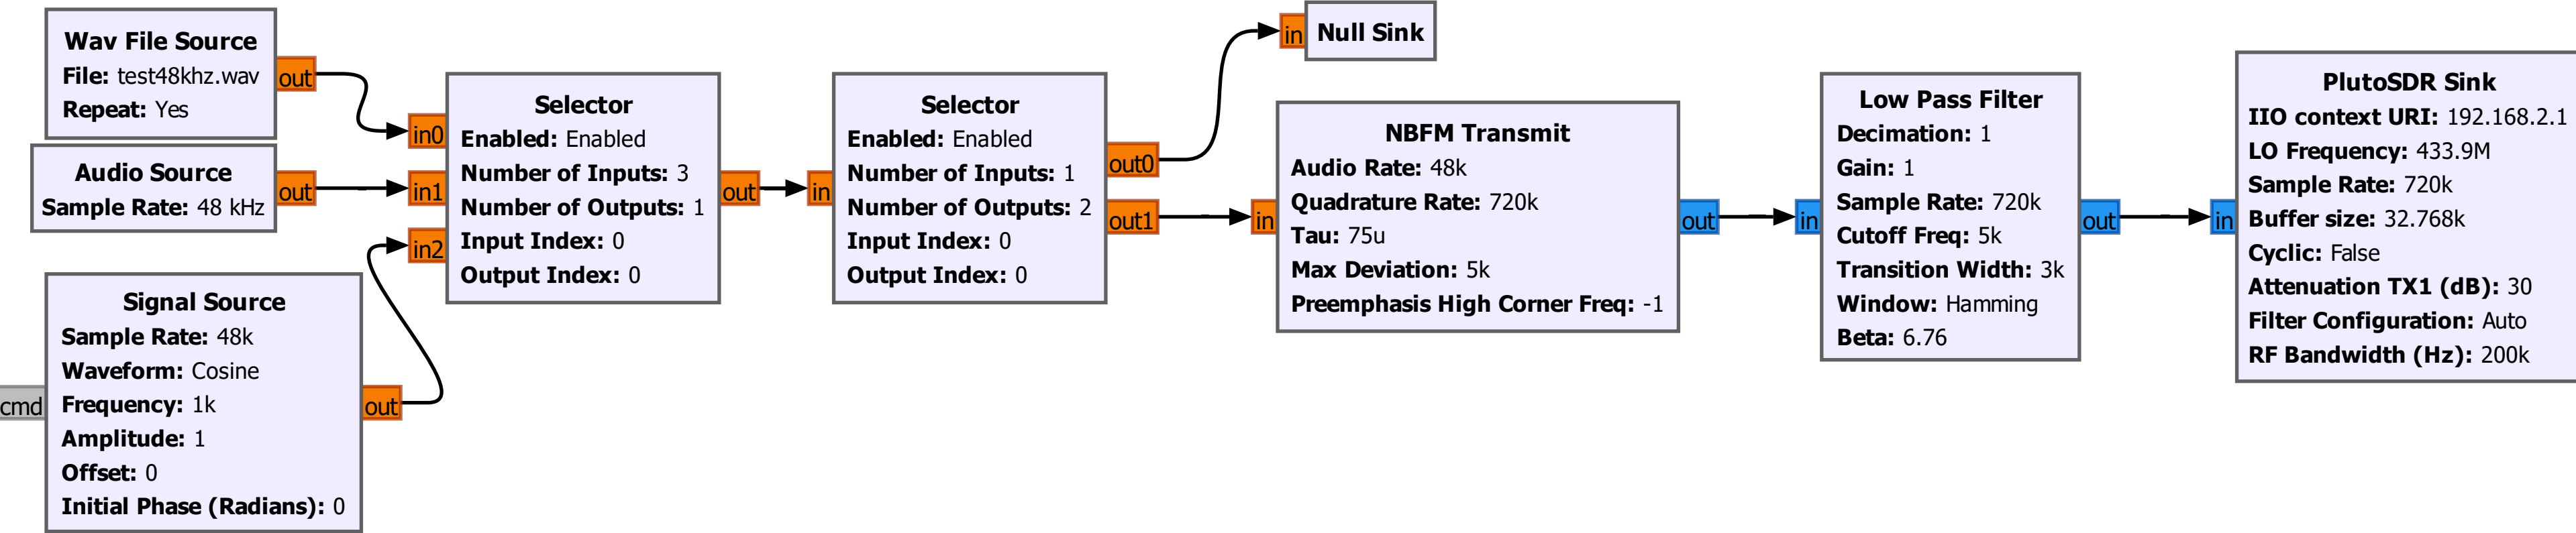 Wav File Source
File: test48khz.wav
Repeat: Yes
out
Audio Source
Sample Rate: 48 kHz
out
Signal Source
Sample Rate: 48k
Waveform: Cosine
Frequency: 1k
Amplitude: 1
Offset: 0
Initial Phase (Radians): 0
cmd
out
in0
in1
in2
Selector
Enabled: Enabled
Number of Inputs: 3
Number of Outputs: 1
Input Index: 0
Output Index: 0
out
in
Selector
Enabled: Enabled
Number of Inputs: 1
Number of Outputs: 2
Input Index: 0
Output Index: 0
out0
out1
in
Null Sink
in
NBFM Transmit
Audio Rate: 48k
Quadrature Rate: 720k
Tau: 75u
Max Deviation: 5k
Preemphasis High Corner Freq: -1
out
in
Low Pass Filter
Decimation: 1
Gain: 1
Sample Rate: 720k
Cutoff Freq: 5k
Transition Width: 3k
Window: Hamming
Beta: 6.76
out
in
PlutoSDR Sink
IIO context URI: 192.168.2.1
LO Frequency: 433.9M
Sample Rate: 720k
Buffer size: 32.768k
Cyclic: False
Attenuation TX1 (dB): 30
Filter Configuration: Auto
RF Bandwidth (Hz): 200k